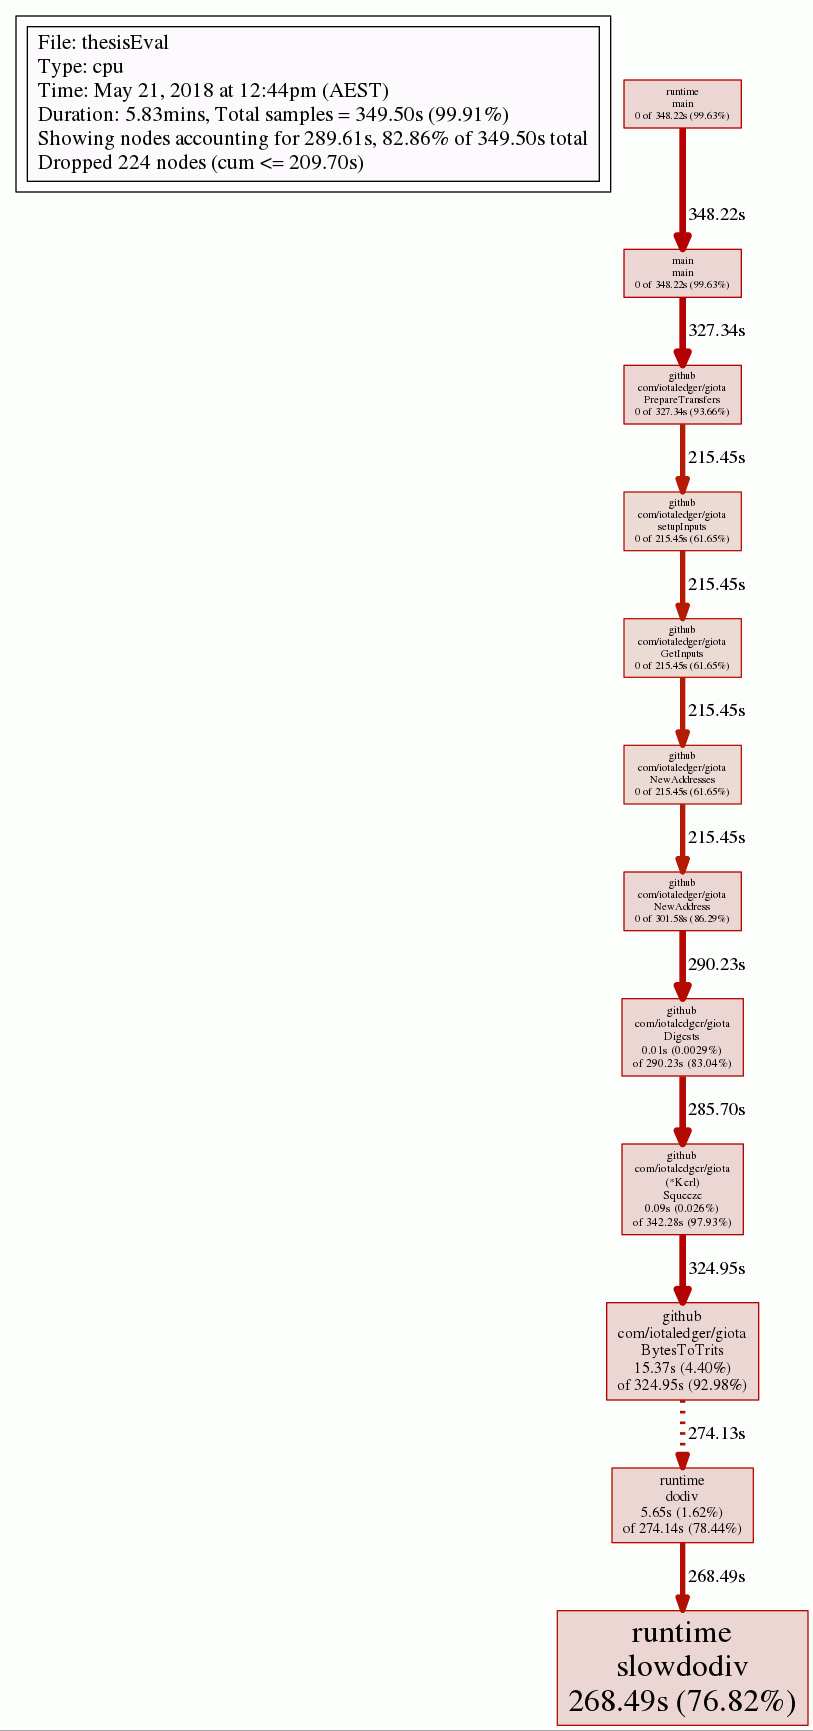 File: thesisEval
Type: cpu
Time: May 21, 2018 at 12:44pm (AEST)
Duration: 5.83mins, Total samples = 349.50s (99.91%)
Showing nodes accounting for 289.61s, 82.86% of 349.50s total
Dropped 224 nodes (cum <= 209.70s)
runtime
main
0 of 348.22s (99.63%)
348.22s
main
main
0 of 348.22s (99.63%)
327.34s
github
com/iotaledger/giota
PrepareTransfers
0 of 327.34s (93.66%)
215.45s
github
com/iotaledger/giota
setupInputs
0 of 215.45s (61.65%)
215.45s
github
com/iotaledger/giota
GetInputs
0 of 215.45s (61.65%)
215.45s
github
com/iotaledger/giota
NewAddresses
0 of 215.45s (61.65%)
215.45s
github
com/iotaledger/giota
NewAddress
0 of 301.58s (86.29%)
290.23s
github
com/iotaledger/giota
Digests
0.01s (0.0029%)
of 290.23s (83.04%)
285.70s
github
com/iotaledger/giota
(*Kerl)
Squeeze
0.09s (0.026%)
of 342.28s (97.93%)
324.95s
github
com/iotaledger/giota
BytesToTrits
15.37s (4.40%)
of 324.95s (92.98%)
274.13s
runtime
dodiv
5.65s (1.62%)
of 274.14s (78.44%)
268.49s
runtime
slowdodiv
268.49s (76.82%)